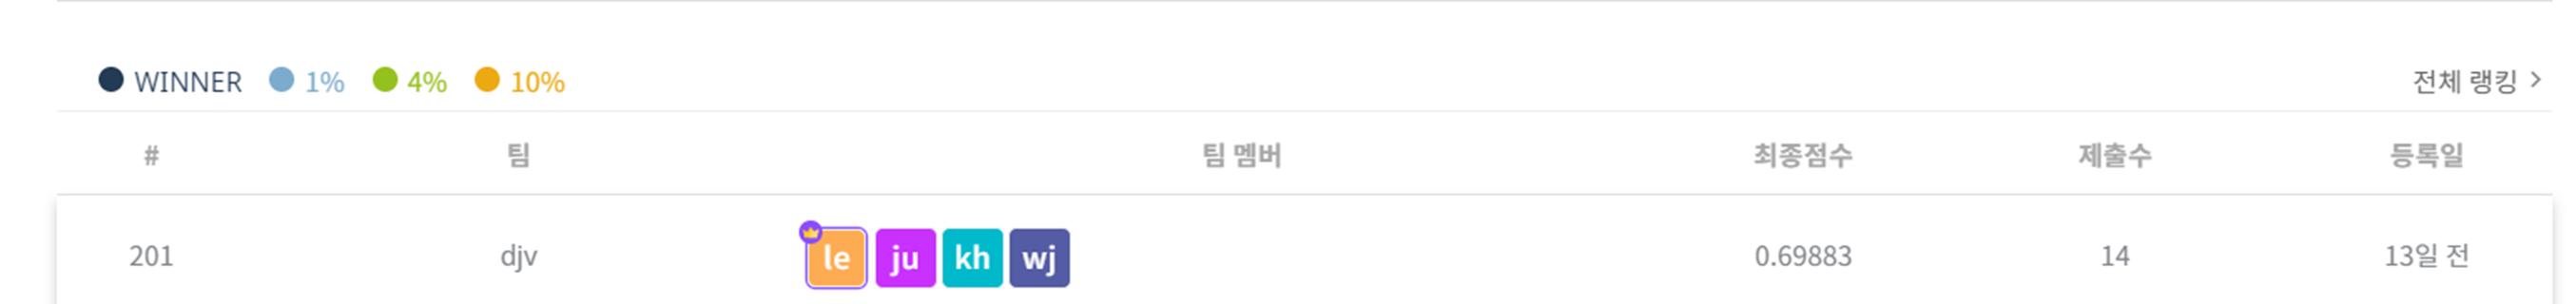 WINNER 1% 4% 10% 전체 랭킹 >
# 팀 팀 멤버 최종점수 제출수 등록일
201 djv le ju kh wj 0.69883 14 13일 전